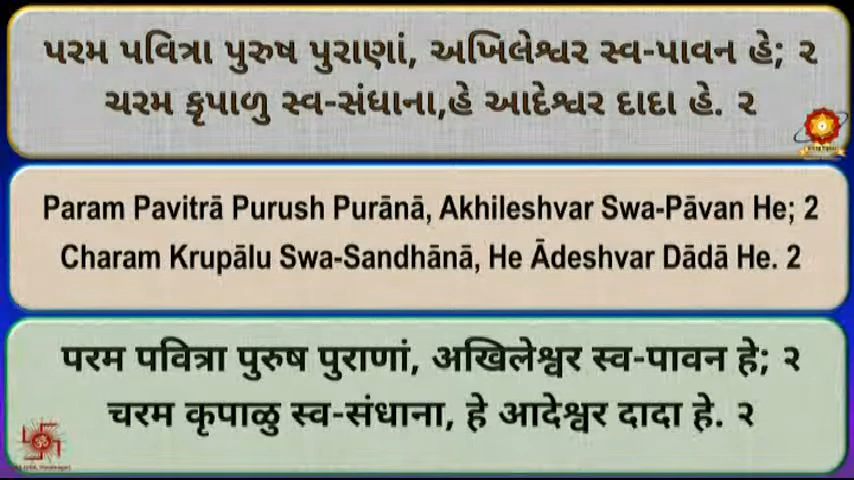 પરમ પવિત્રા પુરુષ પુરાણાં, અખિલેશ્વર સ્વ-પાવન હે; ૨
ચરમ કૃપાળુ સ્વ-સંધાના,હે આદેશ્વર દાદા હે. ૨
Param Pavitrā Purush Purānā, Akhileshvar Swa-Pāvan He; 2
Charam Krupālu Swa-Sandhānā, He Ādeshvar Dādā He. 2
परम पवित्रा पुरुष पुराणां, अखिलेश्वर स्व-पावन हे; २
चरम कृपाळु स्व-संधाना, हे आदेश्वर दादा हे. २